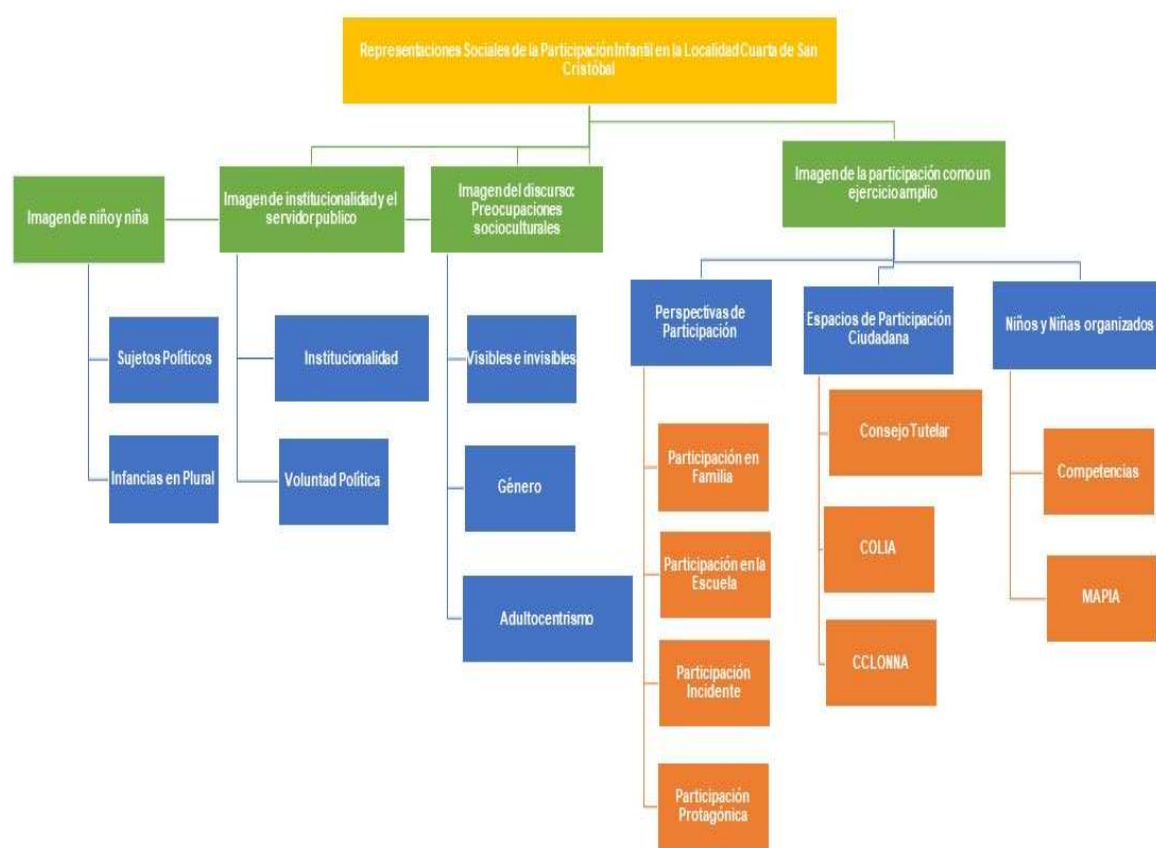 Representaciones Sociales de la Participación Infantil en la Localidad Cuarta de San
Cristóbal
Imagen de niño y niña
Imagen de institucionalidad y el
servidor publico
Imagen del discurso:
Preocupaciones
socioculturales
Imagen de la participación como un
ejercicio amplio
Sujetos Políticos
Infancias en Plural
Institucionalidad
Voluntad Política
Visibles e invisibles
Género
Adultocentrismo
Perspectivas de
Participación
Participación en
Familia
Participación en la
Escuela
Participación
Incidente
Participación
Protagónica
Espacios de Participación
Ciudadana
Consejo Tutelar
COLIA
CCLONNA
Niños y Niñas organizados
Competencias
MAPIA